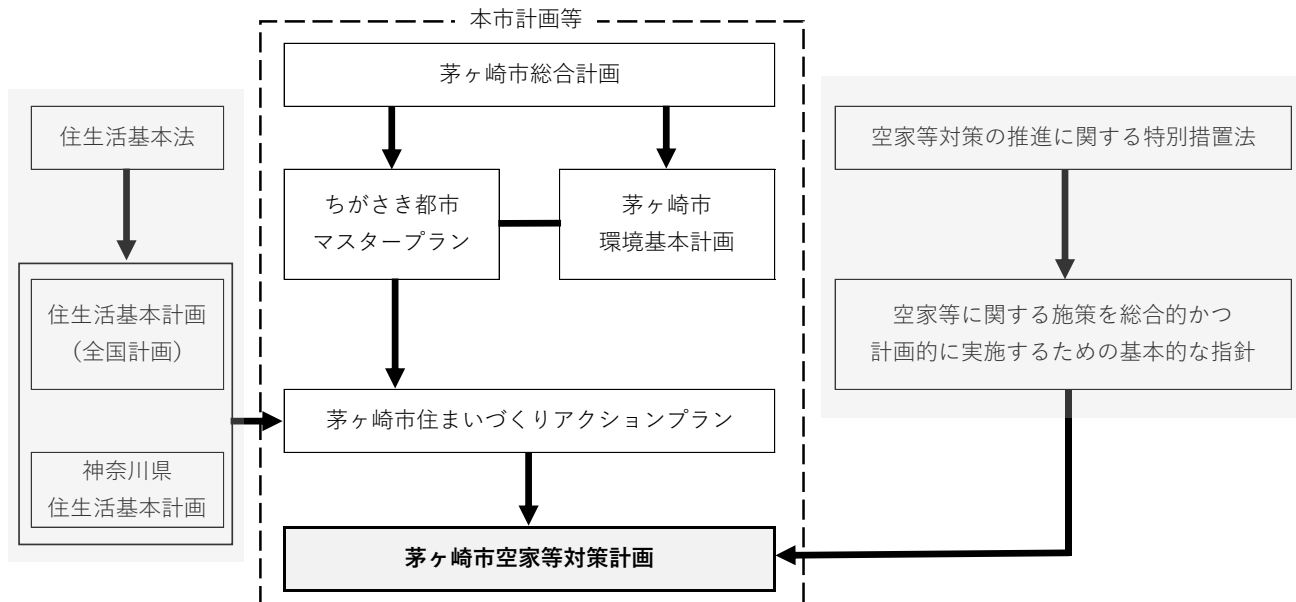 本市計画等
茅ヶ崎市総合計画
住生活基本法
空家等対策の推進に関する特別措置法
ちがさき都市
マスタープラン
茅ヶ崎市
環境基本計画
住生活基本計画
（全国計画）
空家等に関する施策を総合的かつ
計画的に実施するための基本的な指針
茅ヶ崎市住まいづくりアクションプラン
神奈川県
住生活基本計画
茅ヶ崎市空家等対策計画